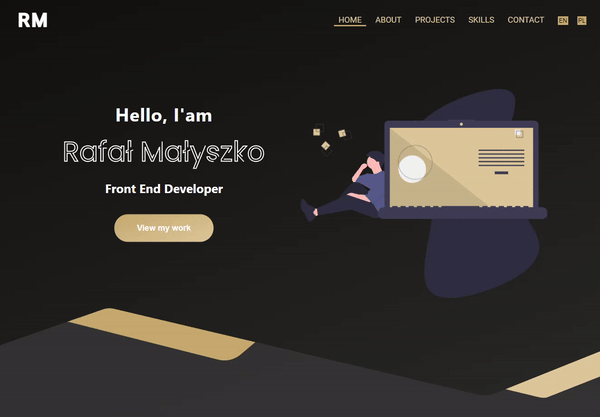 RM
HOME ABOUT PROJECTS SKILLS CONTACT EN PL
Hello, I'am
Rafał Małyszko
Front End Developer
View my work